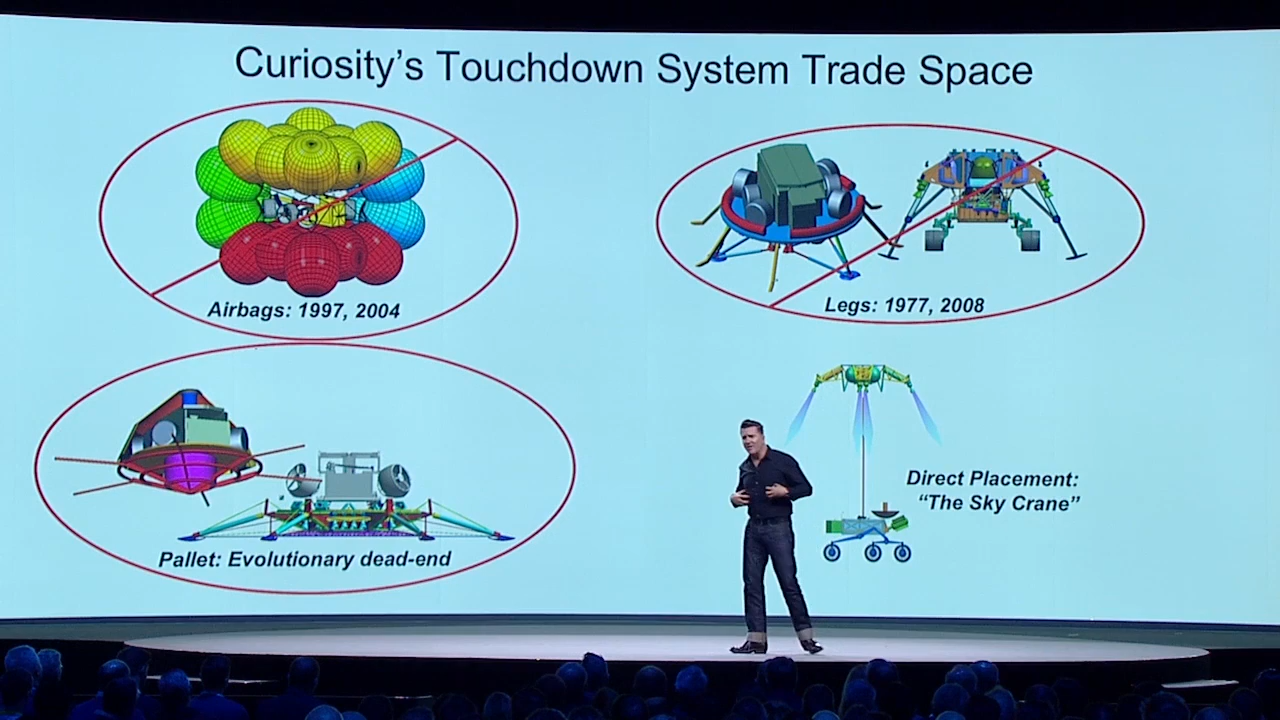 Curiosity's Touchdown System Trade Space
Airbags: 1997, 2004
Legs: 1977, 2008
Direct Placement:
"The Sky Crane"
Pallet: Evolutionary dead-end